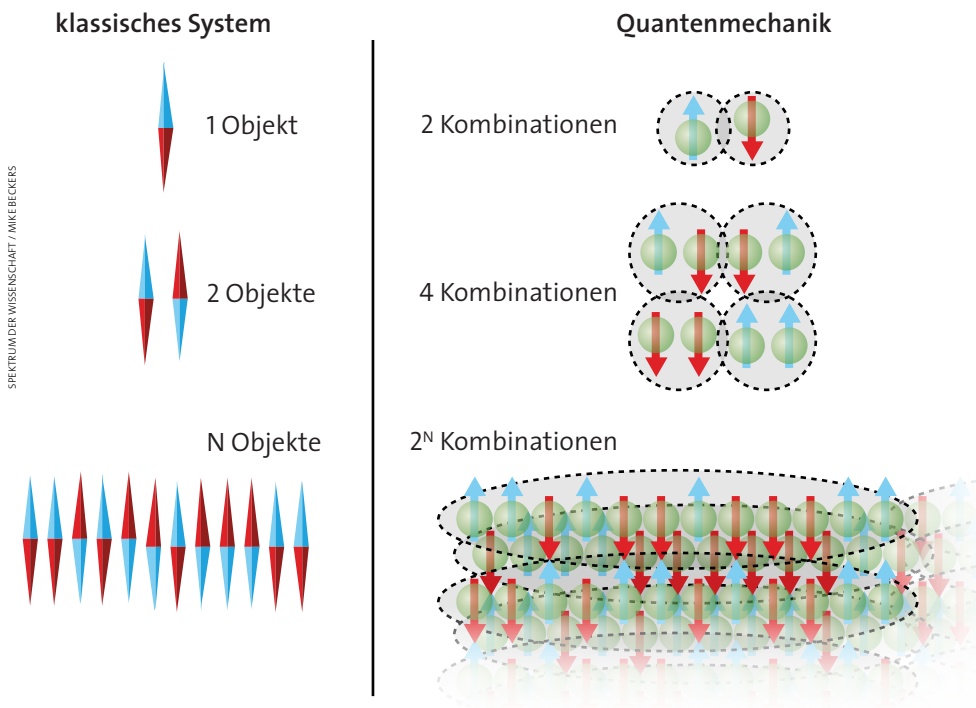 klassisches System
Quantenmechanik
1 Objekt
2 Kombinationen
2 Objekte
4 Kombinationen
N Objekte
2ᴺ Kombinationen
SPEKTRUM DER WISSENSCHAFT / MIKE BECKERS